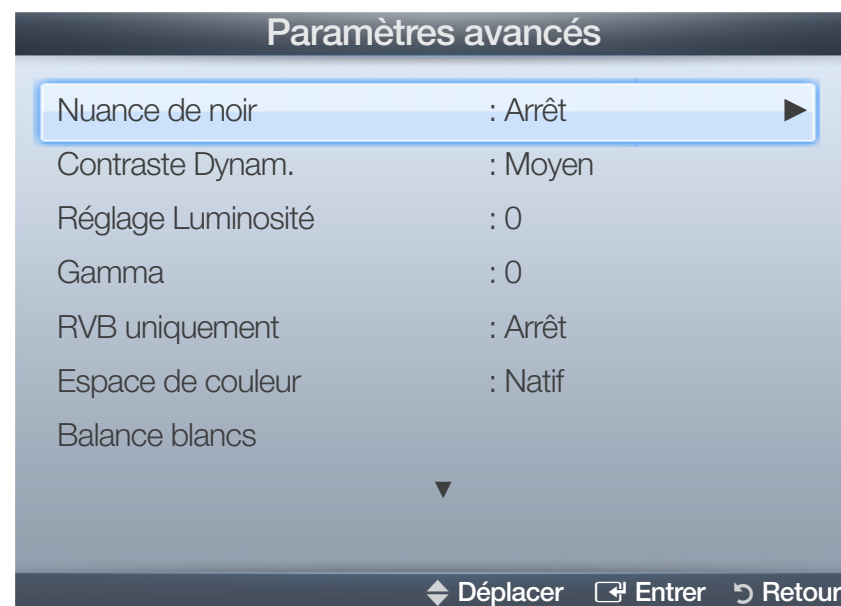 Paramètres avancés
Nuance de noir : Arrêt ►
Contraste Dynam. : Moyen
Réglage Luminosité : 0
Gamma : 0
RVB uniquement : Arrêt
Espace de couleur : Natif
Balance blancs
▼
Déplacer Entrer Retour